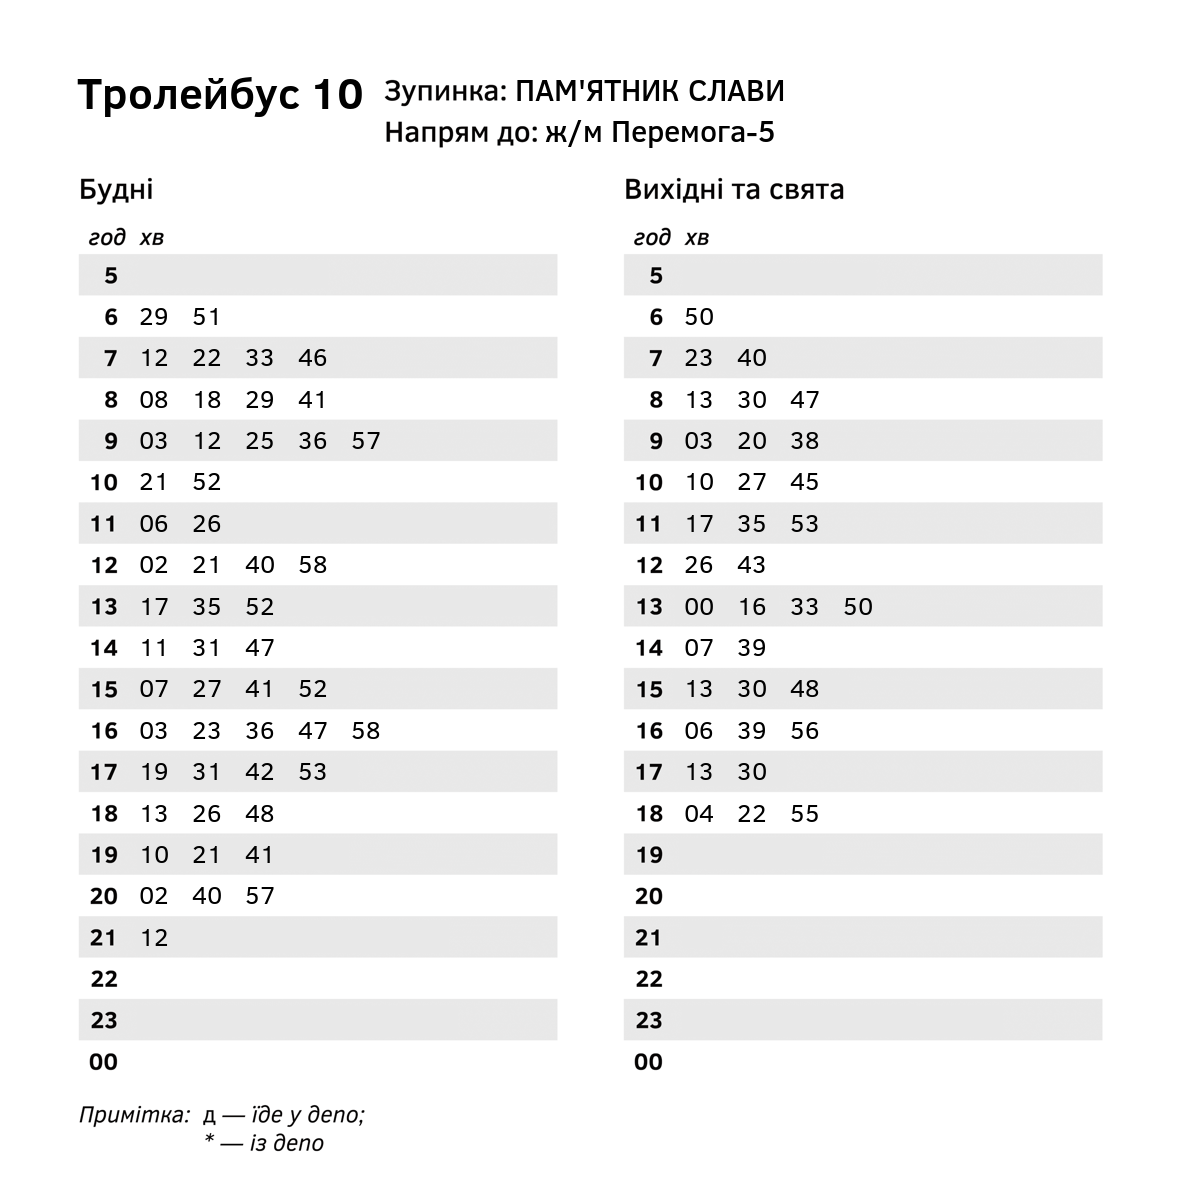 Тролейбус 10
Зупинка: ПАМ'ЯТНИК СЛАВИ
Напрям до: ж/м Перемога-5
Будні
год хв
5
6 29 51
7 12 22 33 46
8 08 18 29 41
9 03 12 25 36 57
10 21 52
11 06 26
12 02 21 40 58
13 17 35 52
14 11 31 47
15 07 27 41 52
16 03 23 36 47 58
17 19 31 42 53
18 13 26 48
19 10 21 41
20 02 40 57
21 12
22
23
00
Вихідні та свята
год хв
5
6 50
7 23 40
8 13 30 47
9 03 20 38
10 10 27 45
11 17 35 53
12 26 43
13 00 16 33 50
14 07 39
15 13 30 48
16 06 39 56
17 13 30
18 04 22 55
19
20
21
22
23
00
Примітка: д — їде у депо;
* — із депо